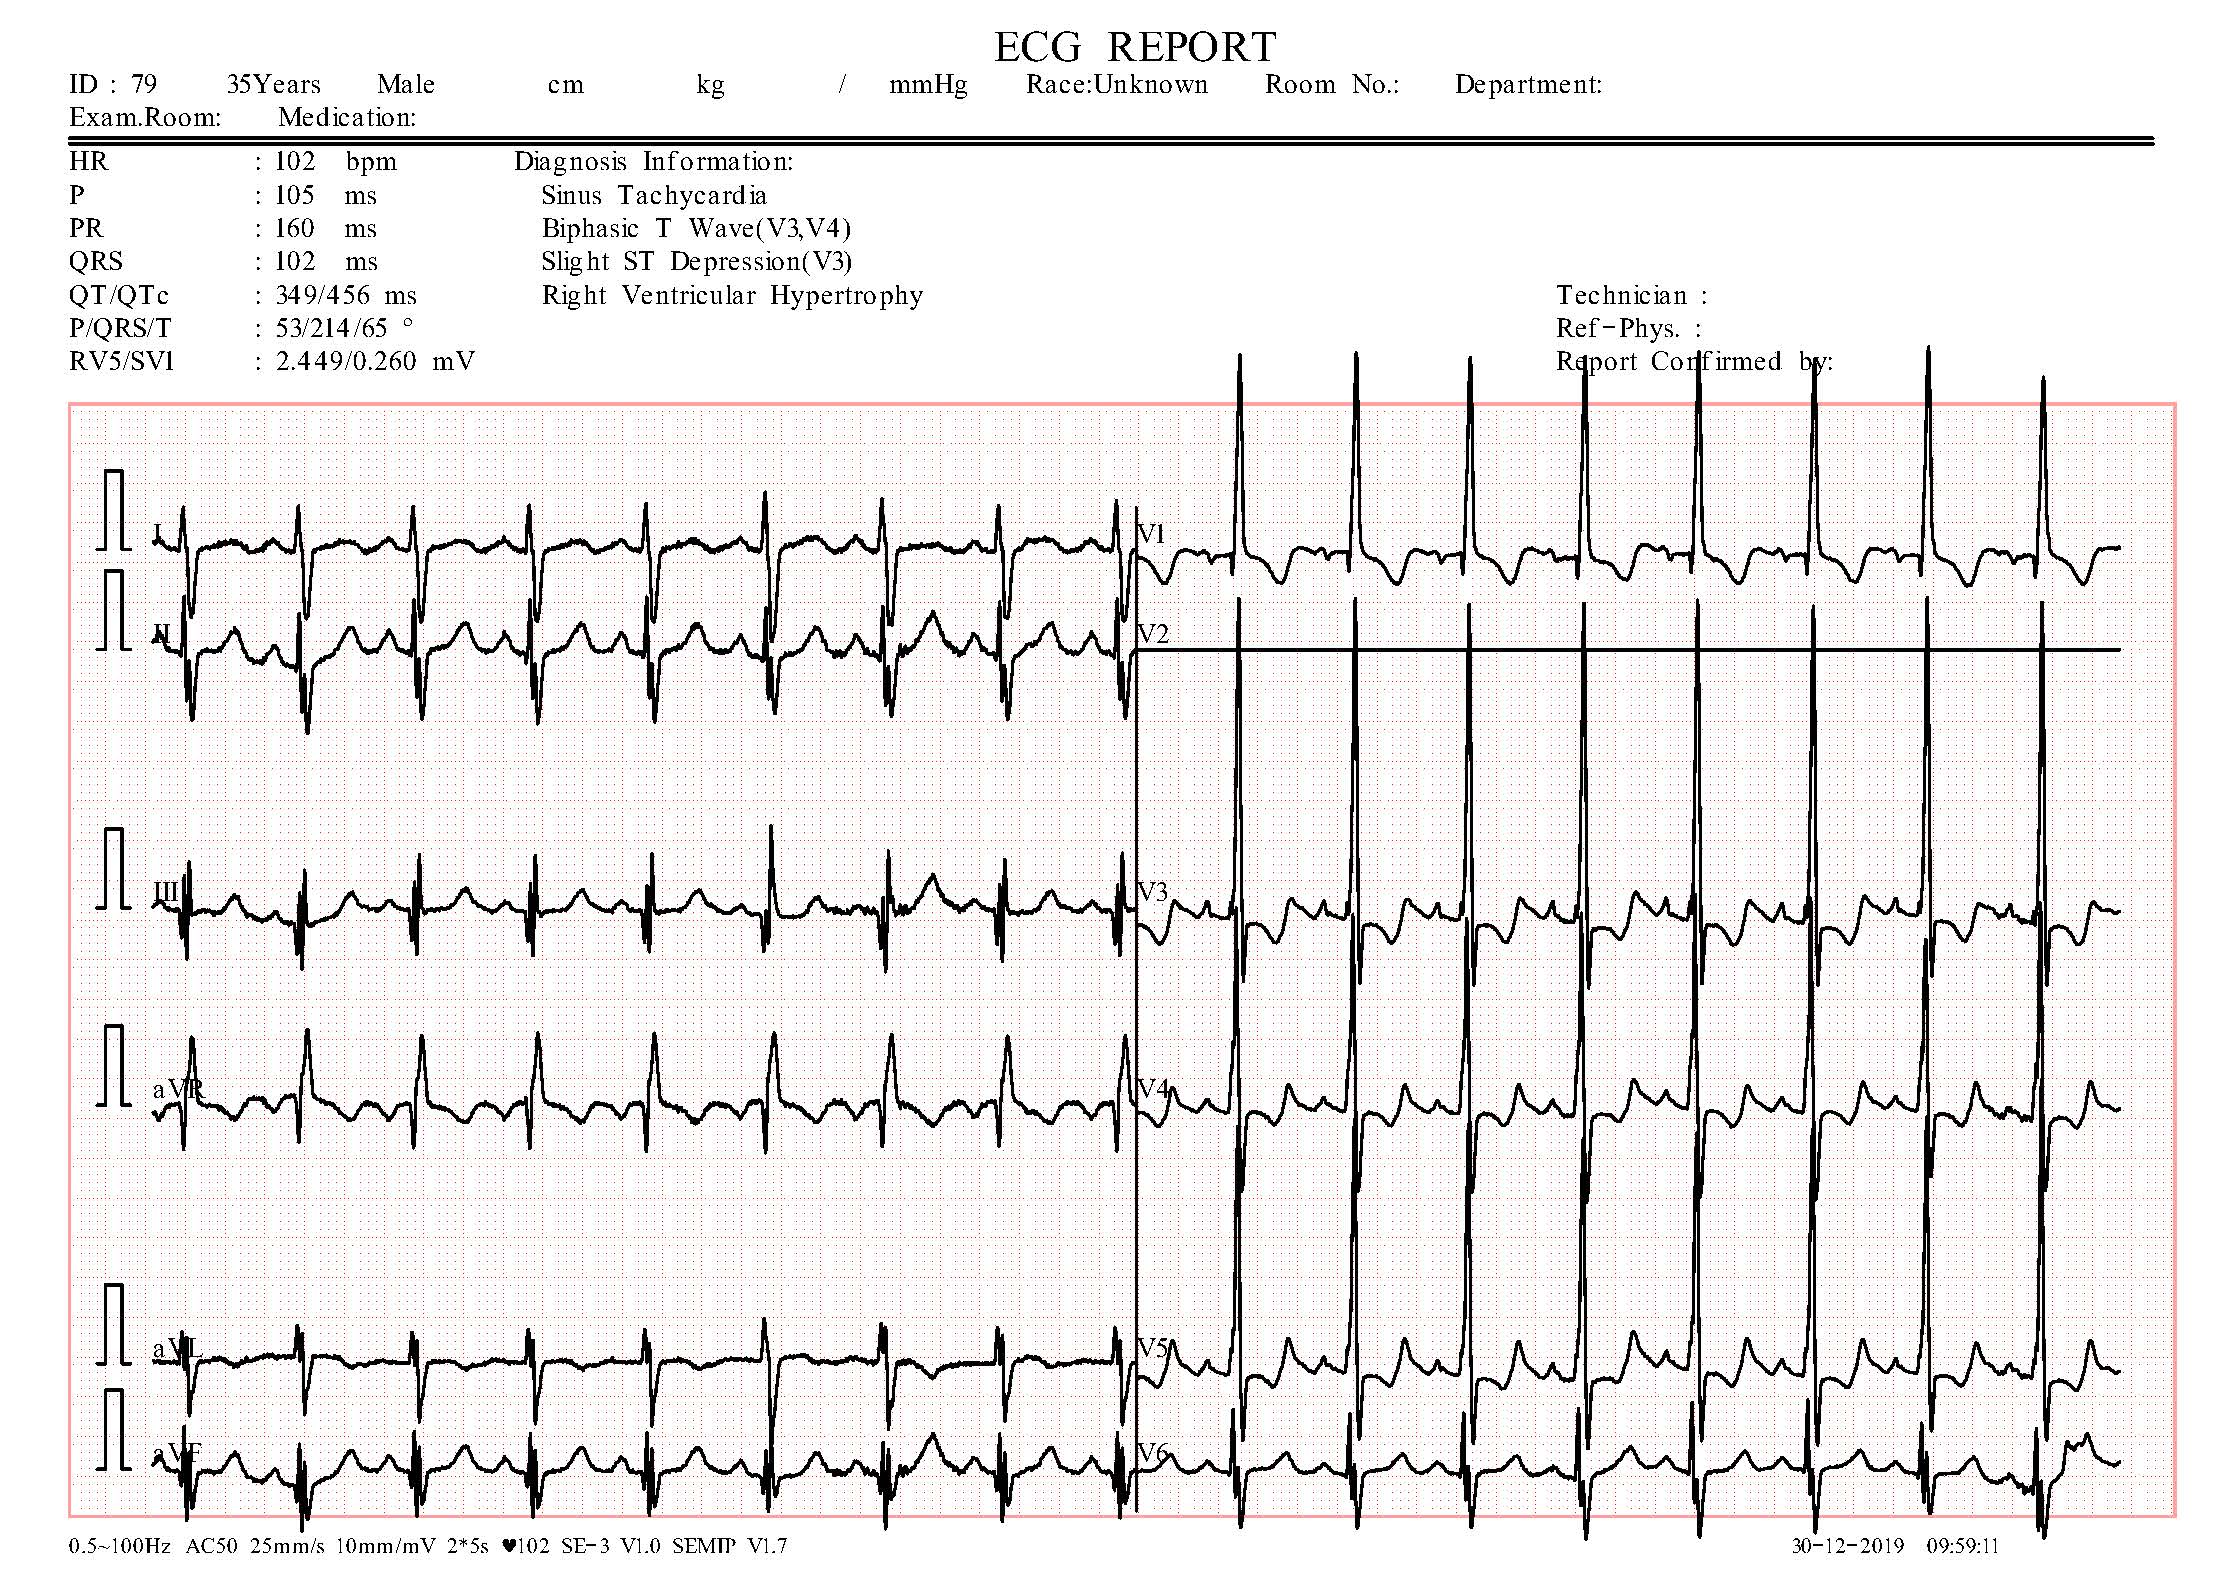 ECG REPORT
ID : 79 35Years Male cm kg / mmHg Race:Unknown Room No.: Department:
Exam.Room: Medication:
HR : 102 bpm Diagnosis Information:
P : 105 ms Sinus Tachycardia
PR : 160 ms Biphasic T Wave(V3,V4)
QRS : 102 ms Slight ST Depression(V3)
QT/QTc : 349/456 ms Right Ventricular Hypertrophy Technician :
P/QRS/T : 53/214/65 ° Ref-Phys. :
RV5/SV1 : 2.449/0.260 mV Report Confirmed by:
I V1
II V2
III V3
aVR V4
aVL V5
aVF V6
0.5~100Hz AC50 25mm/s 10mm/mV 2*5s ♥102 SE-3 V1.0 SEMIP V1.7 30-12-2019 09:59:11